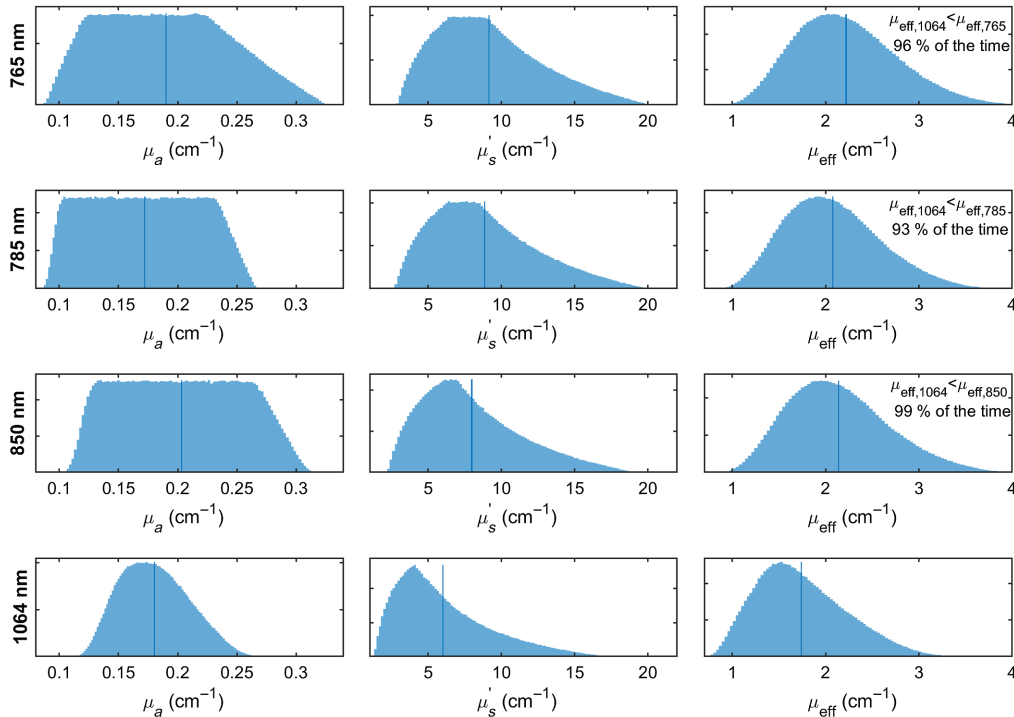 765 nm
0.1 0.15 0.2 0.25 0.3
μa (cm−1)
5 10 15 20
μs' (cm−1)
μeff,1064<μeff,765
96 % of the time
1 2 3 4
μeff (cm−1)
785 nm
0.1 0.15 0.2 0.25 0.3
μa (cm−1)
5 10 15 20
μs' (cm−1)
μeff,1064<μeff,785
93 % of the time
1 2 3 4
μeff (cm−1)
850 nm
0.1 0.15 0.2 0.25 0.3
μa (cm−1)
5 10 15 20
μs' (cm−1)
μeff,1064<μeff,850
99 % of the time
1 2 3 4
μeff (cm−1)
1064 nm
0.1 0.15 0.2 0.25 0.3
μa (cm−1)
5 10 15 20
μs' (cm−1)
1 2 3 4
μeff (cm−1)